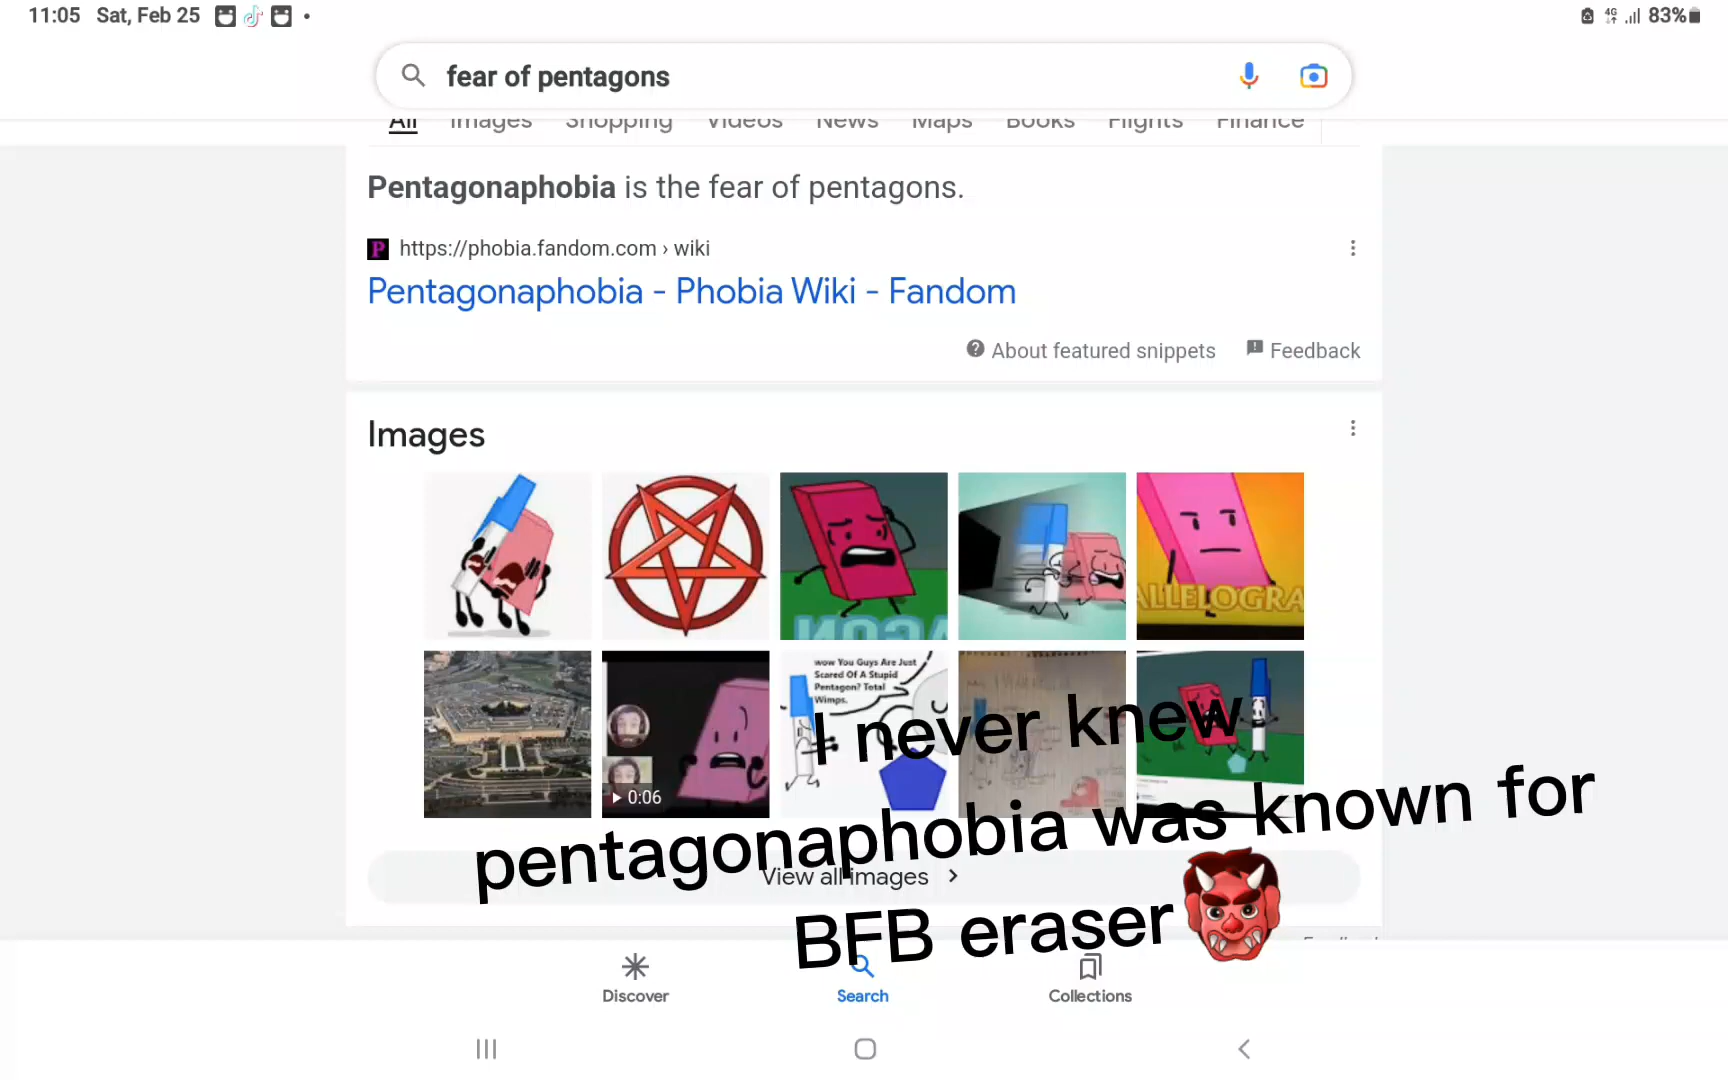 11:05 Sat, Feb 25
4G 83%
fear of pentagons
All Images Shopping Videos News Maps Books Flights Finance
Pentagonaphobia is the fear of pentagons.
P https://phobia.fandom.com › wiki
Pentagonaphobia - Phobia Wiki - Fandom
About featured snippets Feedback
Images
ALLELOGRA
0:06
wow You Guys Are Just
Scared Of A Stupid
Pentagon? Total
Wimps.
I never knew
pentagonaphobia was known for
BFB eraser👹
View all images
Discover Search Collections